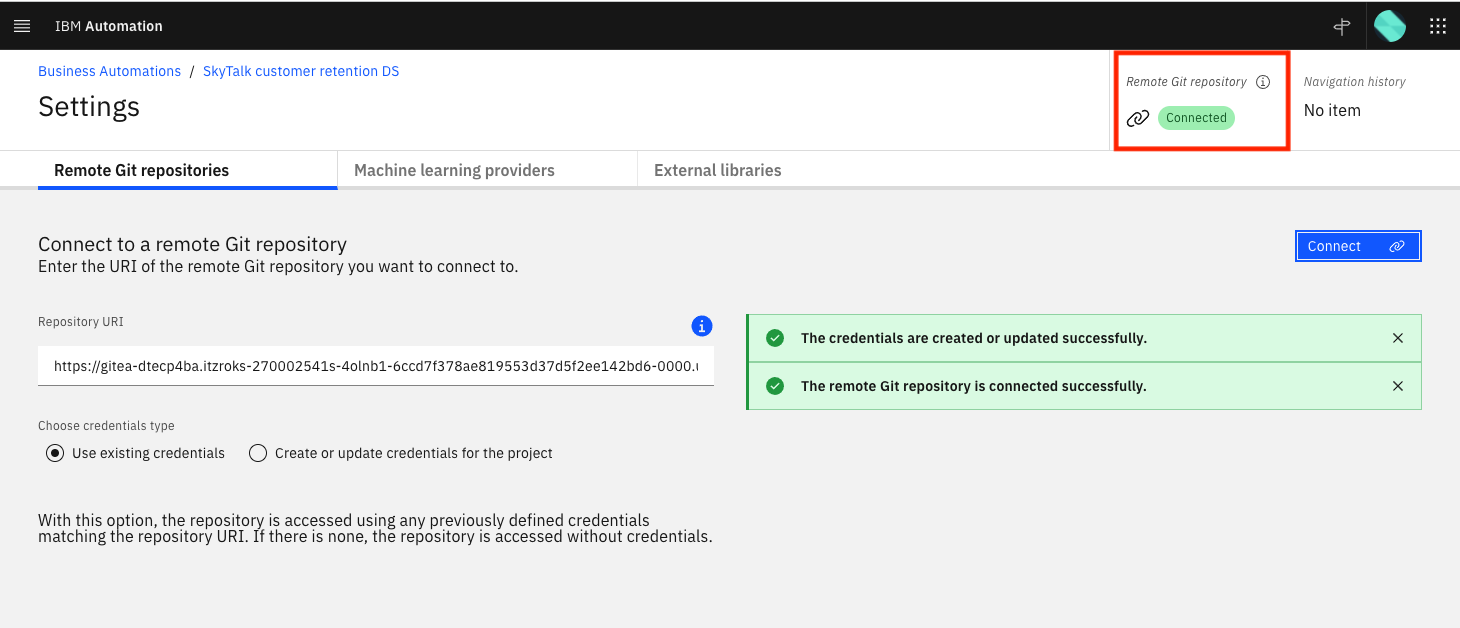 IBM Automation
Business Automations / SkyTalk customer retention DS
Settings
Remote Git repository
Connected
Navigation history
No item
Remote Git repositories
Machine learning providers
External libraries
Connect to a remote Git repository
Enter the URI of the remote Git repository you want to connect to.
Connect
Repository URI
https://gitea-dtecp4ba.itzroks-270002541s-4olnb1-6ccd7f378ae819553d37d5f2ee142bd6-0000.
The credentials are created or updated successfully.
The remote Git repository is connected successfully.
Choose credentials type
Use existing credentials
Create or update credentials for the project
With this option, the repository is accessed using any previously defined credentials
matching the repository URI. If there is none, the repository is accessed without credentials.